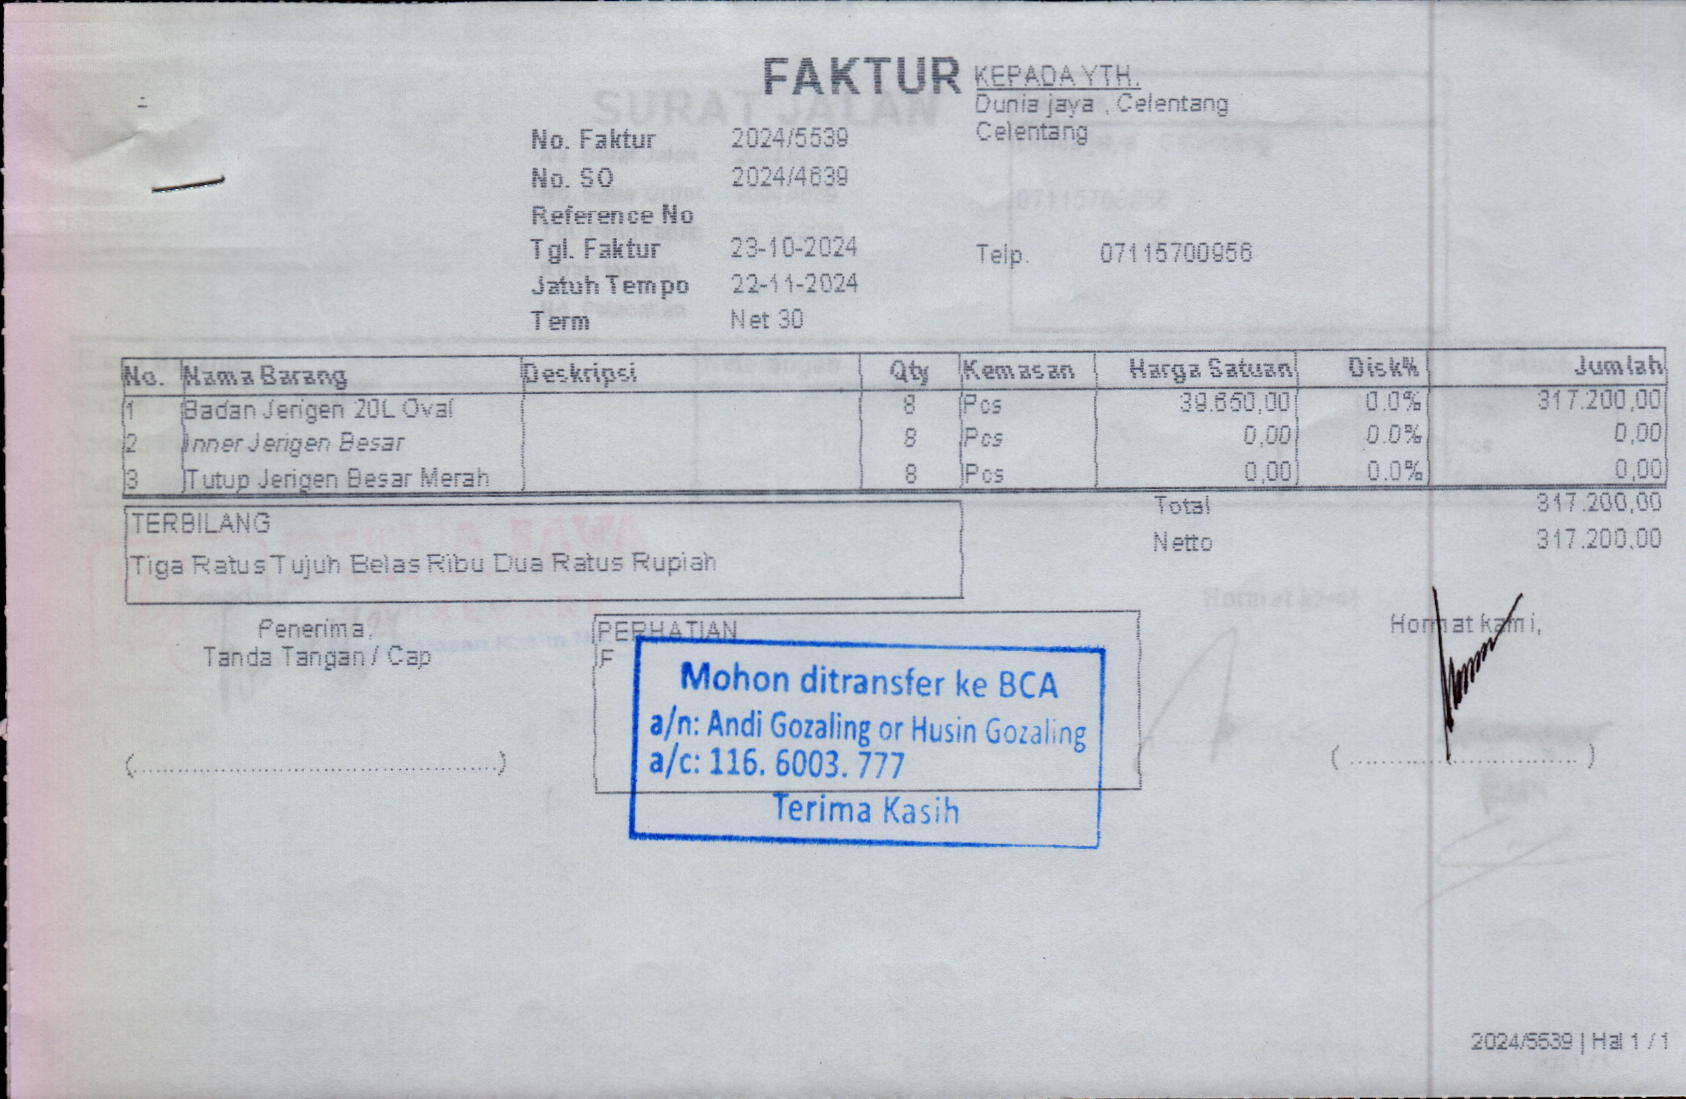 FAKTUR
KEPADA YTH.
Dunia jaya , Celentang
Celentang
No. Faktur 2024/5539
No. SO 2024/4639
Reference No
Tgl. Faktur 23-10-2024
Telp. 07115700956
Jatuh Tempo 22-11-2024
Term Net 30
No. Nama Barang Deskripsi Qty Kemasan Harga Satuan Disk% Jumlah
1 Badan Jerigen 20L Oval 8 Pcs 39.650,00 0.0% 317.200,00
2 Inner Jerigen Besar 8 Pcs 0,00 0.0% 0,00
3 Tutup Jerigen Besar Merah 8 Pcs 0,00 0.0% 0,00
Total 317.200,00
Netto 317.200,00
TERBILANG
Tiga Ratus Tujuh Belas Ribu Dua Ratus Rupiah
Penerima,
Tanda Tangan / Cap
(..............................................)
PERHATIAN
F
Mohon ditransfer ke BCA
a/n: Andi Gozaling or Husin Gozaling
a/c: 116. 6003. 777
Terima Kasih
Hormat kami,
( ............................. )
2024/5539 | Hal 1 / 1
SURAT JALAN